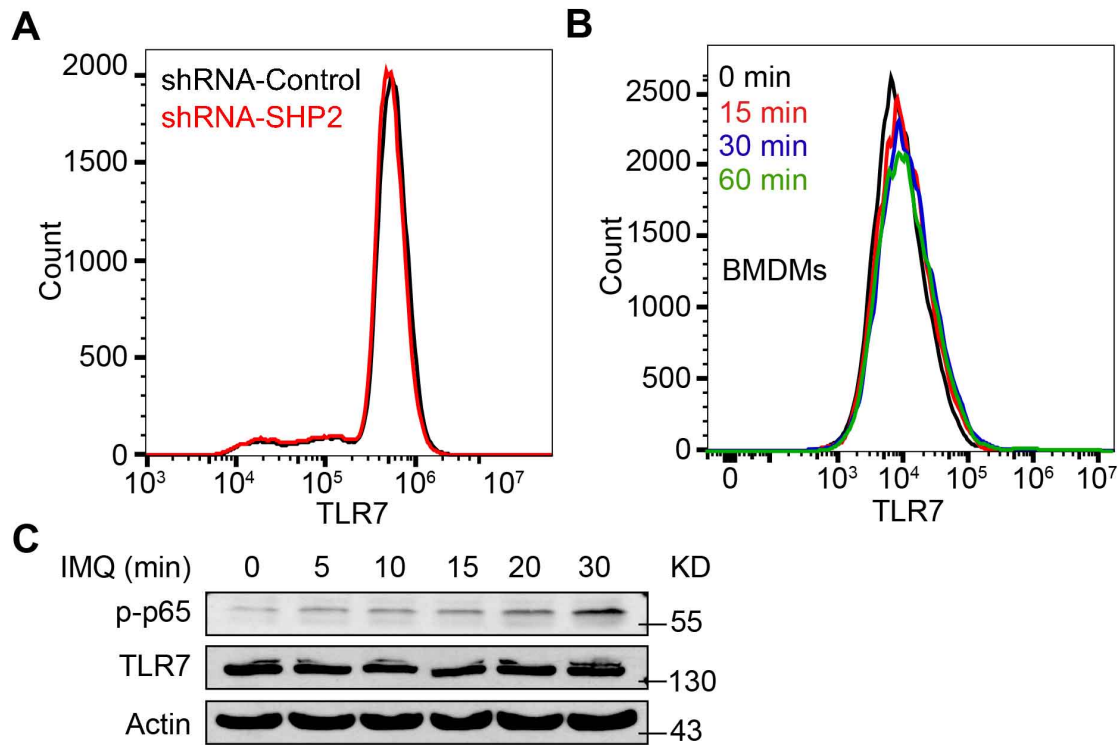 A
2000
1500
1000
500
0
Count
shRNA-Control
shRNA-SHP2
10³ 10⁴ 10⁵ 10⁶ 10⁷
TLR7
B
2500
2000
1500
1000
500
0
Count
0 min
15 min
30 min
60 min
BMDMs
0 10³ 10⁴ 10⁵ 10⁶ 10⁷
TLR7
C
IMQ (min) 0 5 10 15 20 30 KD
p-p65 55
TLR7 130
Actin 43